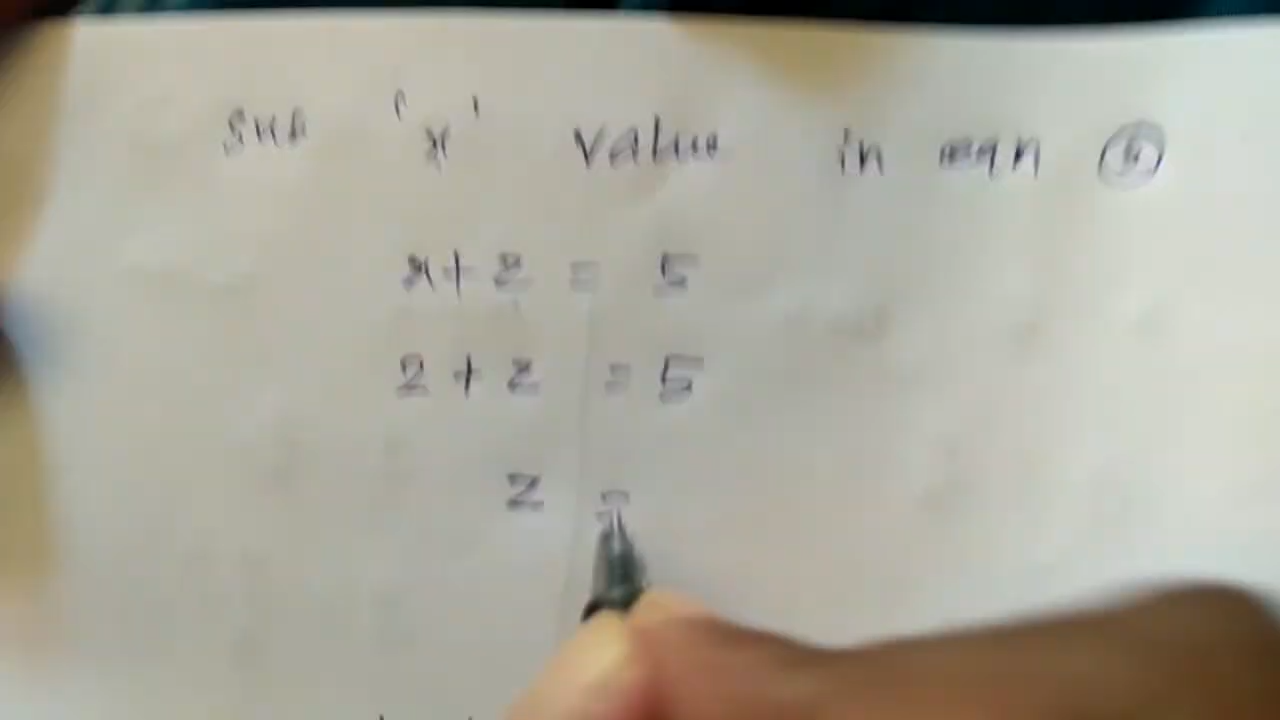 sub 'x' value in eqn
x + z = 5
2 + z = 5
z =